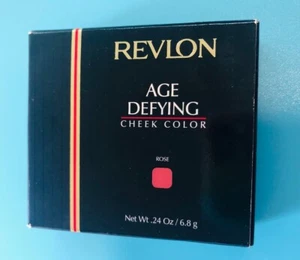 REVLON
AGE
DEFYING
CHEEK COLOR
ROSE
Net Wt .24 Oz / 6.8 g